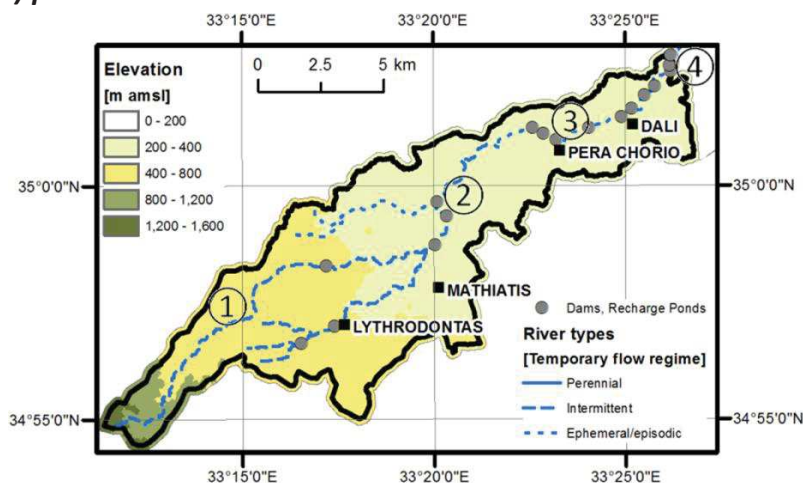 33°15'0"E 33°20'0"E 33°25'0"E
Elevation
[m amsl]
0 - 200
200 - 400
400 - 800
800 - 1,200
1,200 - 1,600
0 2.5 5 km
4
3
DALI
PERA CHORIO
35°0'0"N 35°0'0"N
2
1
MATHIATIS
LYTHRODONTAS
Dams, Recharge Ponds
River types
[Temporary flow regime]
Perennial
Intermittent
Ephemeral/episodic
34°55'0"N 34°55'0"N
33°15'0"E 33°20'0"E 33°25'0"E